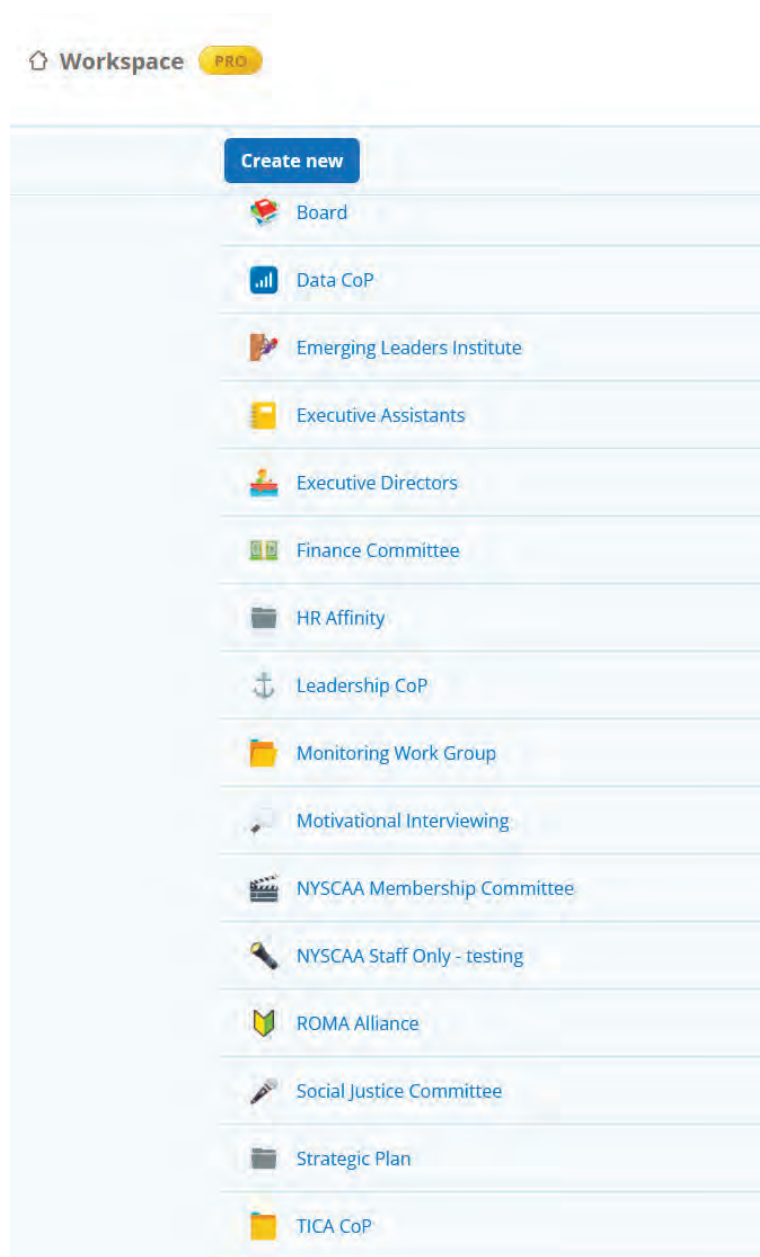 Workspace PRO
Create new
Board
Data CoP
Emerging Leaders Institute
Executive Assistants
Executive Directors
Finance Committee
HR Affinity
Leadership CoP
Monitoring Work Group
Motivational Interviewing
NYSCAA Membership Committee
NYSCAA Staff Only - testing
ROMA Alliance
Social Justice Committee
Strategic Plan
TICA CoP